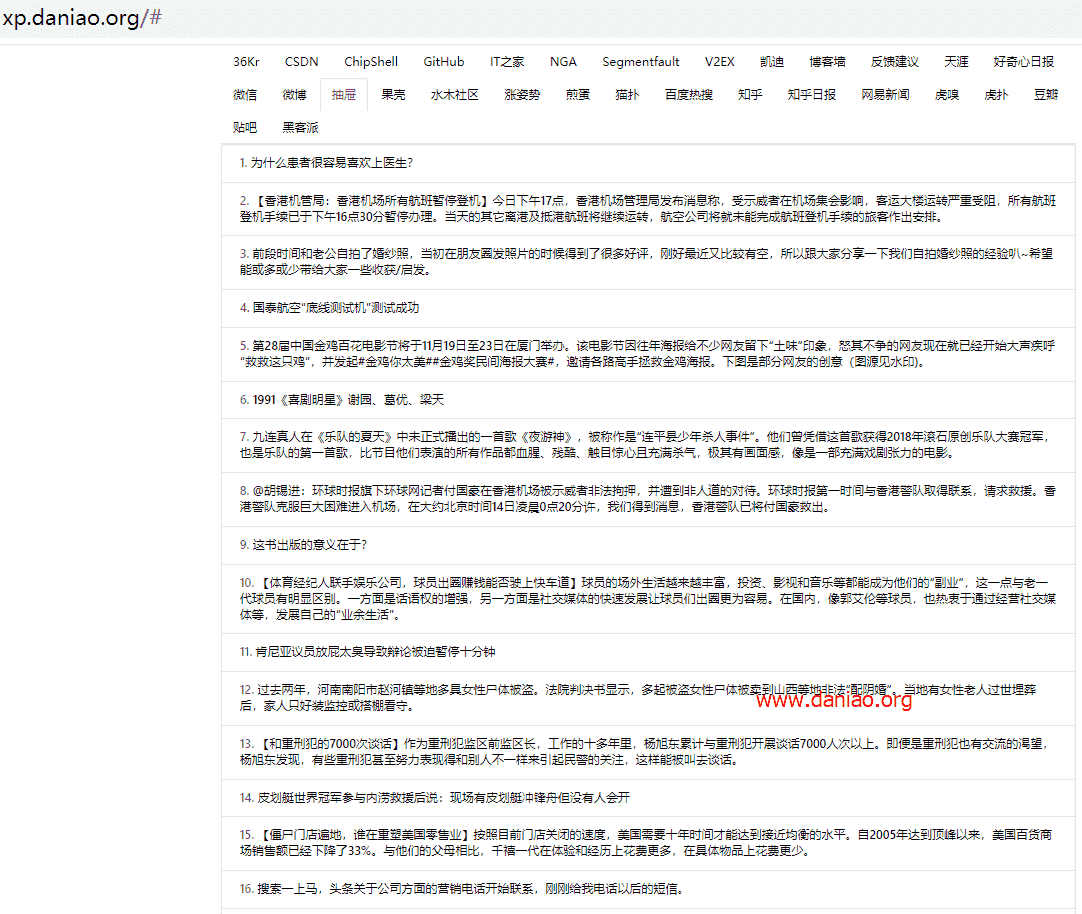 xp.daniao.org/#
36Kr CSDN ChipShell GitHub IT之家 NGA Segmentfault V2EX 凯迪 博客墙 反馈建议 天涯 好奇心日报
微信 微博 抽屉 果壳 水木社区 涨姿势 煎蛋 猫扑 百度热搜 知乎 知乎日报 网易新闻 虎嗅 虎扑 豆瓣
贴吧 黑客派
1. 为什么患者很容易喜欢上医生?
2. 【香港机管局：香港机场所有航班暂停登机】今日下午17点，香港机场管理局发布消息称，受示威者在机场集会影响，客运大楼运转严重受阻，所有航班
登机手续已于下午16点30分暂停办理。当天的其它离港及抵港航班将继续运转，航空公司将就未能完成航班登机手续的旅客作出安排。
3. 前段时间和老公自拍了婚纱照，当初在朋友圈发照片的时候得到了很多好评，刚好最近又比较有空，所以跟大家分享一下我们自拍婚纱照的经验叭~希望
能或多或少带给大家一些收获/启发。
4. 国泰航空“底线测试机”测试成功
5. 第28届中国金鸡百花电影节将于11月19日至23日在厦门举办。该电影节因往年海报给不少网友留下“土味”印象，怒其不争的网友现在就已经开始大声疾呼
“救救这只鸡”，并发起#金鸡你太美##金鸡奖民间海报大赛#，邀请各路高手拯救金鸡海报。下图是部分网友的创意（图源见水印)。
6. 1991《喜剧明星》谢园、葛优、梁天
7. 九连真人在《乐队的夏天》中未正式播出的一首歌《夜游神》，被称作是“连平县少年杀人事件”。他们曾凭借这首歌获得2018年滚石原创乐队大赛冠军，
也是乐队的第一首歌，比节目他们表演的所有作品都血腥、残酷、触目惊心且充满杀气，极其有画面感，像是一部充满戏剧张力的电影。
8. @胡锡进：环球时报旗下环球网记者付国豪在香港机场被示威者非法拘押，并遭到非人道的对待。环球时报第一时间与香港警队取得联系，请求救援。香
港警队克服巨大困难进入机场，在大约北京时间14日凌晨0点20分许，我们得到消息，香港警队已将付国豪救出。
9. 这书出版的意义在于?
10. 【体育经纪人联手娱乐公司，球员出圈赚钱能否驶上快车道】球员的场外生活越来越丰富，投资、影视和音乐等都能成为他们的“副业”，这一点与老一
代球员有明显区别。一方面是话语权的增强，另一方面是社交媒体的快速发展让球员们出圈更为容易。在国内，像郭艾伦等球员，也热衷于通过经营社交媒
体等，发展自己的“业余生活”。
11. 肯尼亚议员放屁太臭导致辩论被迫暂停十分钟
12. 过去两年，河南南阳市赵河镇等地多具女性尸体被盗。法院判决书显示，多起被盗女性尸体被卖到山西等地非法“配阴婚”。当地有女性老人过世埋葬
后，家人只好装监控或搭棚看守。
www.daniao.org
13. 【和重刑犯的7000次谈话】作为重刑犯监区前监区长，工作的十多年里，杨旭东累计与重刑犯开展谈话7000人次以上。即便是重刑犯也有交流的渴望，
杨旭东发现，有些重刑犯甚至努力表现得和别人不一样来引起民警的关注，这样能被叫去谈话。
14. 皮划艇世界冠军参与内涝救援后说：现场有皮划艇冲锋舟但没有人会开
15. 【僵尸门店遍地，谁在重塑美国零售业】按照目前门店关闭的速度，美国需要十年时间才能达到接近均衡的水平。自2005年达到顶峰以来，美国百货商
场销售额已经下降了33%。与他们的父母相比，千禧一代在体验和经历上花费更多，在具体物品上花费更少。
16. 搜索一上马，头条关于公司方面的营销电话开始联系，刚刚给我电话以后的短信。